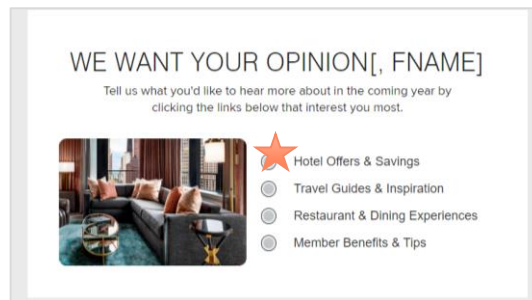 WE WANT YOUR OPINION[, FNAME]
Tell us what you'd like to hear more about in the coming year by
clicking the links below that interest you most.
Hotel Offers & Savings
Travel Guides & Inspiration
Restaurant & Dining Experiences
Member Benefits & Tips